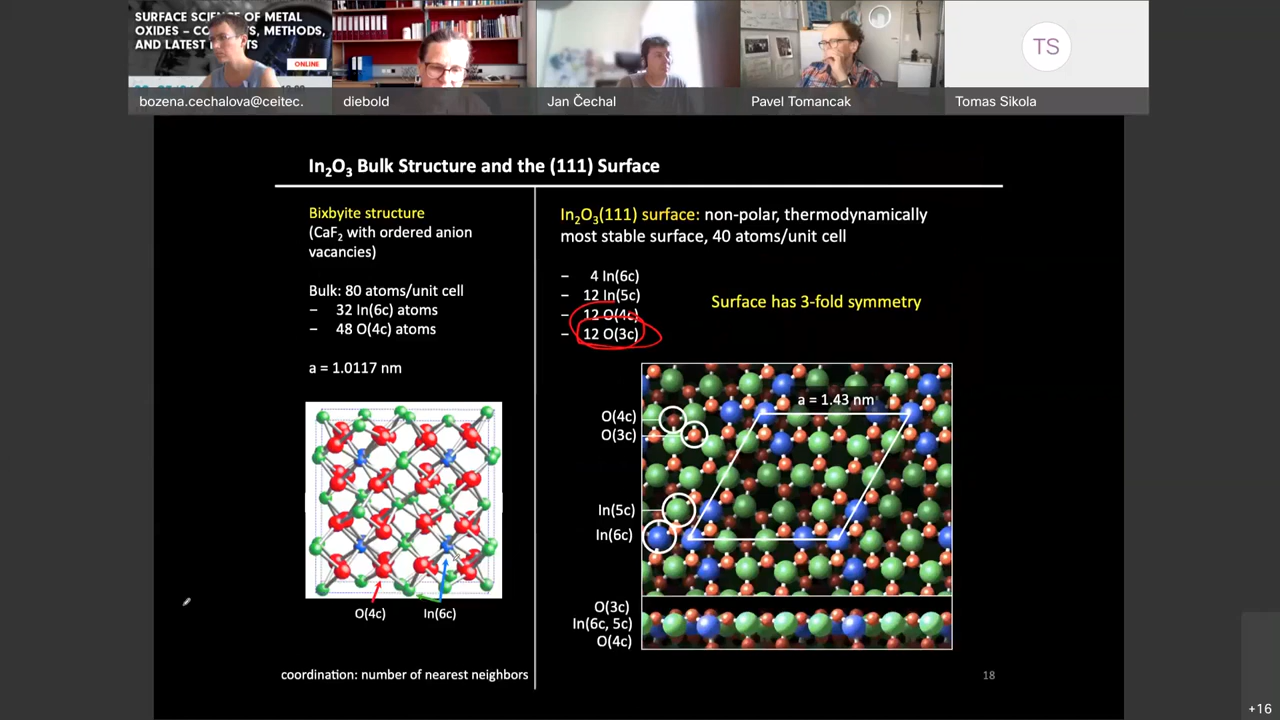 SURFACE SCIENCE OF METAL
OXIDES – CO TS, METHODS,
AND LATEST TS
ONLINE
bozena.cechalova@ceitec.
diebold
Jan Čechal
Pavel Tomancak
TS
Tomas Sikola
In₂O₃ Bulk Structure and the (111) Surface
Bixbyite structure
(CaF₂ with ordered anion
vacancies)
Bulk: 80 atoms/unit cell
– 32 In(6c) atoms
– 48 O(4c) atoms
a = 1.0117 nm
O(4c)
In(6c)
coordination: number of nearest neighbors
In₂O₃(111) surface: non-polar, thermodynamically
most stable surface, 40 atoms/unit cell
– 4 In(6c)
– 12 In(5c)
– 12 O(4c)
– 12 O(3c)
Surface has 3-fold symmetry
a = 1.43 nm
O(4c)
O(3c)
In(5c)
In(6c)
O(3c)
In(6c, 5c)
O(4c)
18
+16